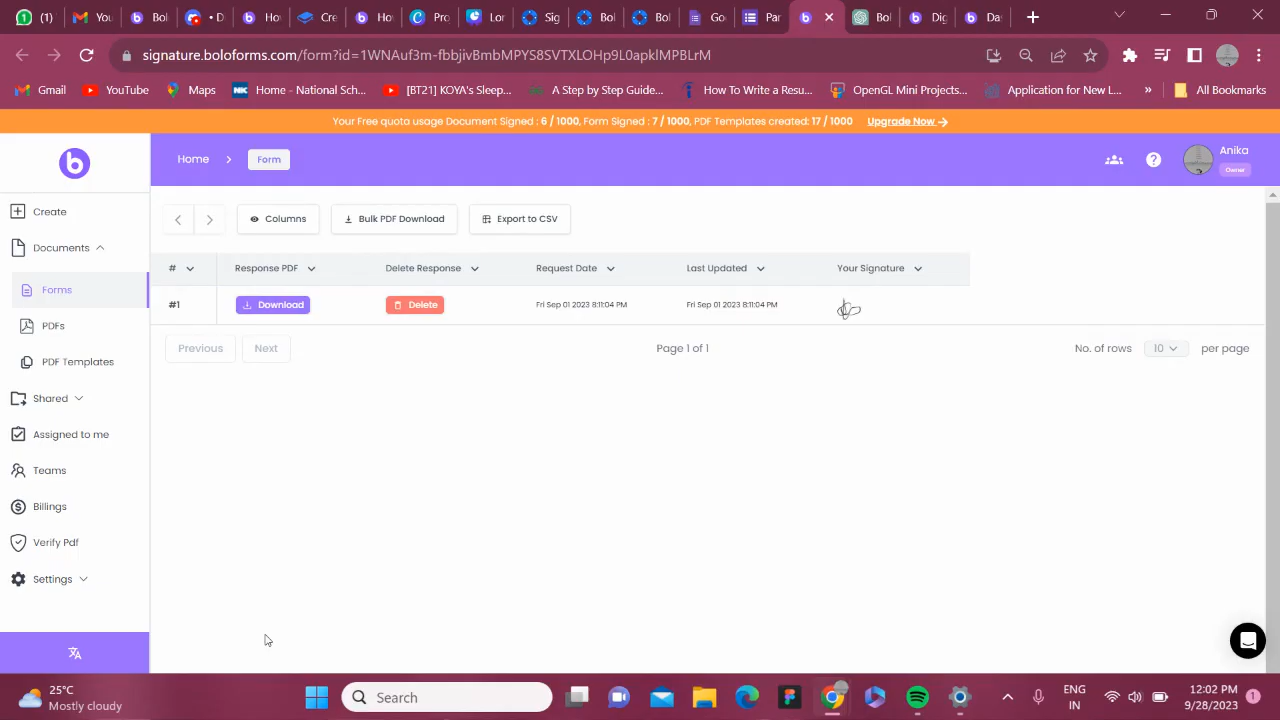 (1)
You
Bol
• D
Ho
Cre
Ho
Pro
Lor
Sig
Bol
Bol
Go
Par
Bol
Dig
Da
signature.boloforms.com/form?id=1WNAuf3m-fbbjivBmbMPYS8SVTXLOHp9L0apklMPBLrM
Gmail
YouTube
Maps
Home - National Sch...
[BT21] KOYA's Sleep...
A Step by Step Guide...
How To Write a Resu...
OpenGL Mini Projects...
Application for New L...
»
All Bookmarks
Your Free quota usage Document Signed : 6 / 1000, Form Signed : 7 / 1000, PDF Templates created: 17 / 1000 Upgrade Now
Home
Form
Anika
Owner
Create
Documents
Forms
PDFs
PDF Templates
Shared
Assigned to me
Teams
Billings
Verify Pdf
Settings
Columns
Bulk PDF Download
Export to CSV
#
Response PDF
Delete Response
Request Date
Last Updated
Your Signature
#1
Download
Delete
Fri Sep 01 2023 8:11:04 PM
Fri Sep 01 2023 8:11:04 PM
Previous
Next
Page 1 of 1
No. of rows
10
per page
25°C
Mostly cloudy
Search
ENG
IN
12:02 PM
9/28/2023
1